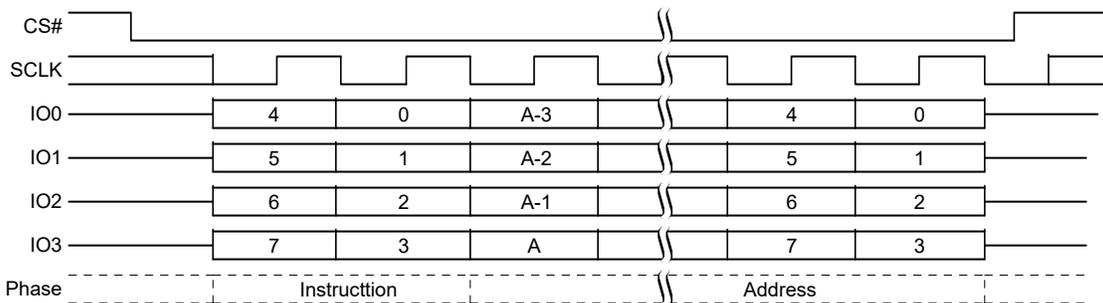 CS#
SCLK
IO0 4 0 A-3 4 0
IO1 5 1 A-2 5 1
IO2 6 2 A-1 6 2
IO3 7 3 A 7 3
Phase Instructtion Address